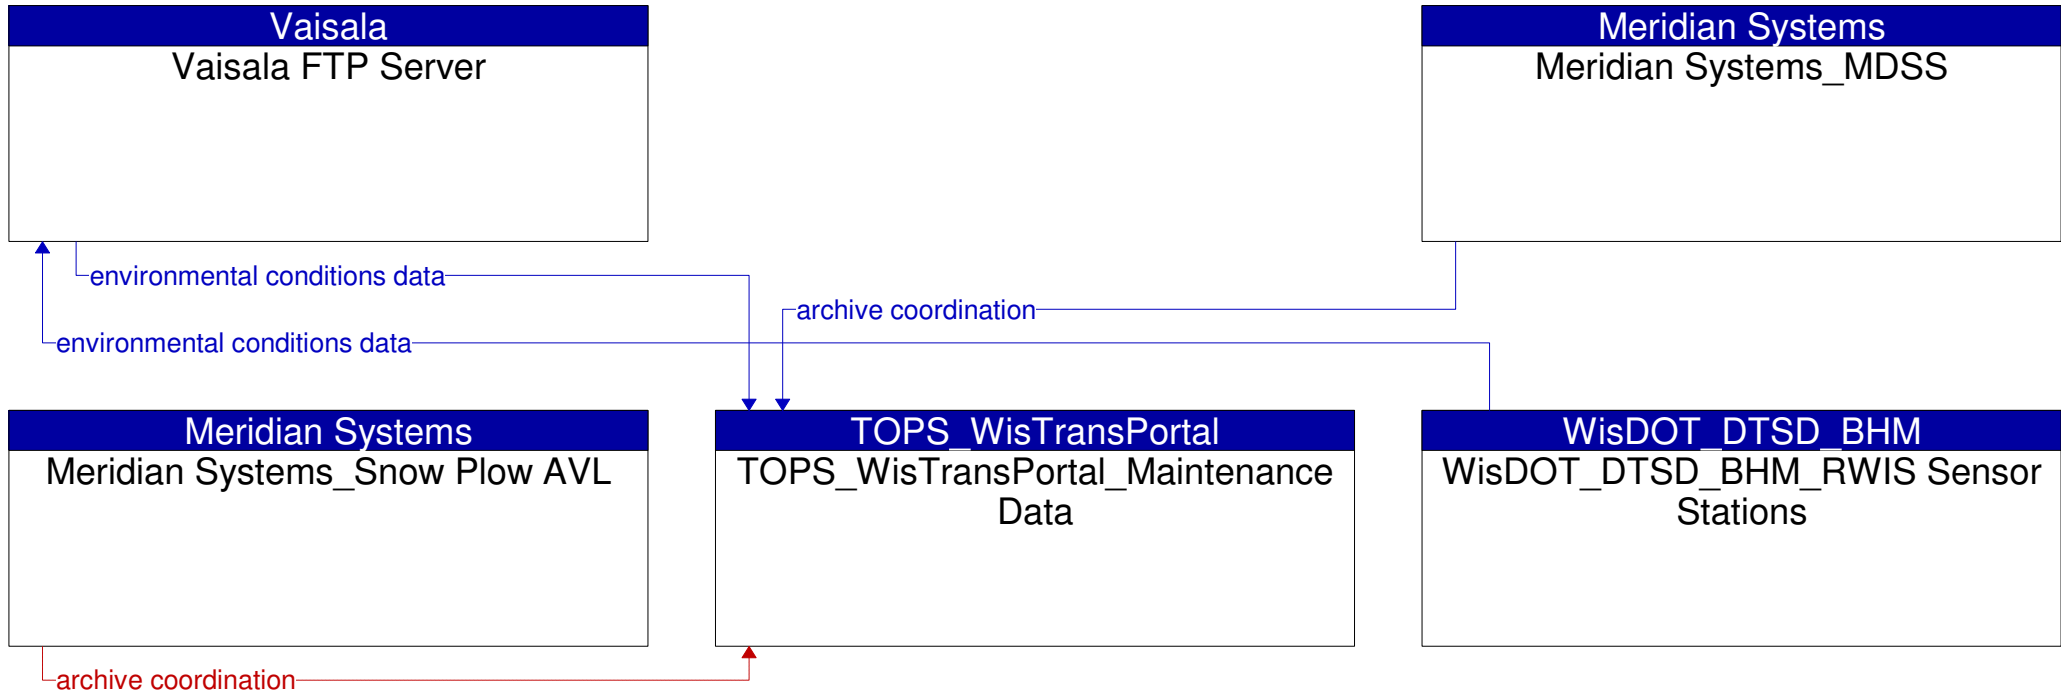 Vaisala
Vaisala FTP Server
Meridian Systems
Meridian Systems_MDSS
environmental conditions data
archive coordination
environmental conditions data
Meridian Systems
Meridian Systems_Snow Plow AVL
TOPS_WisTransPortal
TOPS_WisTransPortal_Maintenance
Data
WisDOT_DTSD_BHM
WisDOT_DTSD_BHM_RWIS Sensor
Stations
archive coordination